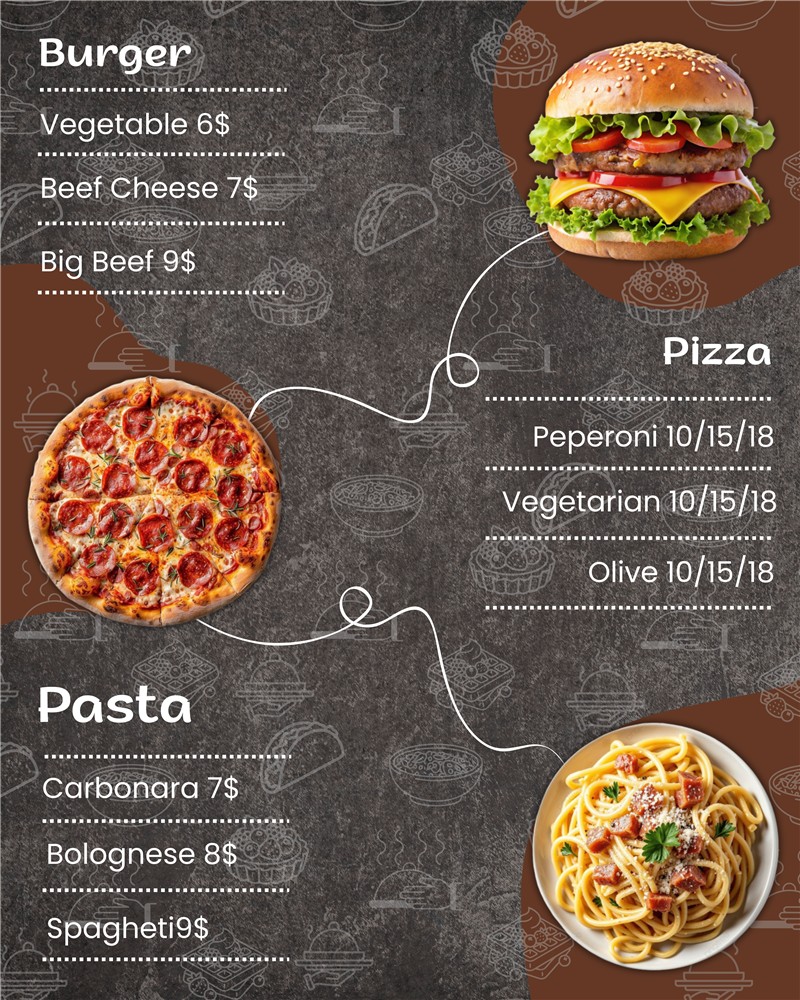 Burger
Vegetable 6$
Beef Cheese 7$
Big Beef 9$
Pizza
Peperoni 10/15/18
Vegetarian 10/15/18
Olive 10/15/18
Pasta
Carbonara 7$
Bolognese 8$
Spagheti9$